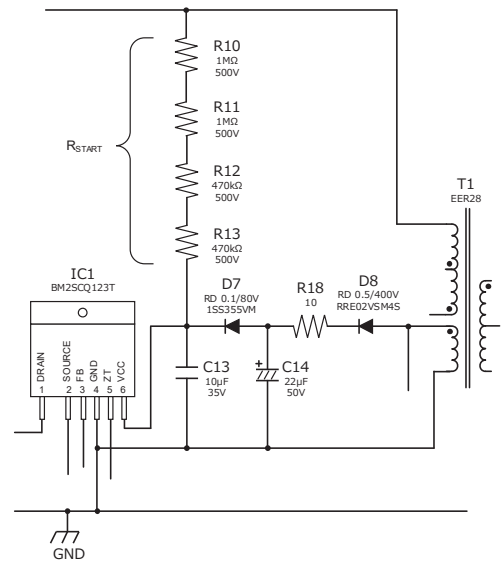 R10
1MΩ
500V
R11
1MΩ
500V
RSTART
R12
470kΩ
500V
R13
470kΩ
500V
T1
EER28
IC1
BM2SCQ123T
D7
RD 0.1/80V
1SS355VM
R18
10
D8
RD 0.5/400V
RRE02VSM4S
DRAIN
SOURCE
FB
GND
ZT
VCC
1 2 3 4 5 6
C13
10µF
35V
C14
22µF
50V
GND